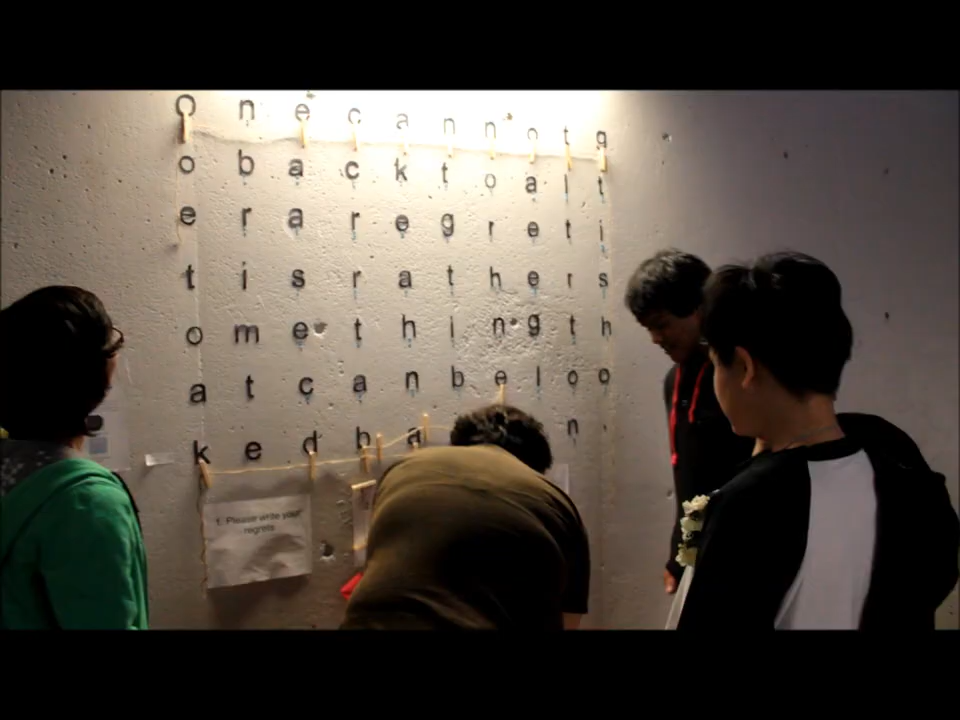 O n e c a n n o t g
o b a c k t o a l t
e r a r e g r e t i
t i s r a t h e r s
o m e t h i n g t h
a t c a n b e l o o
k e d b a n .
1. Please write your
regrets